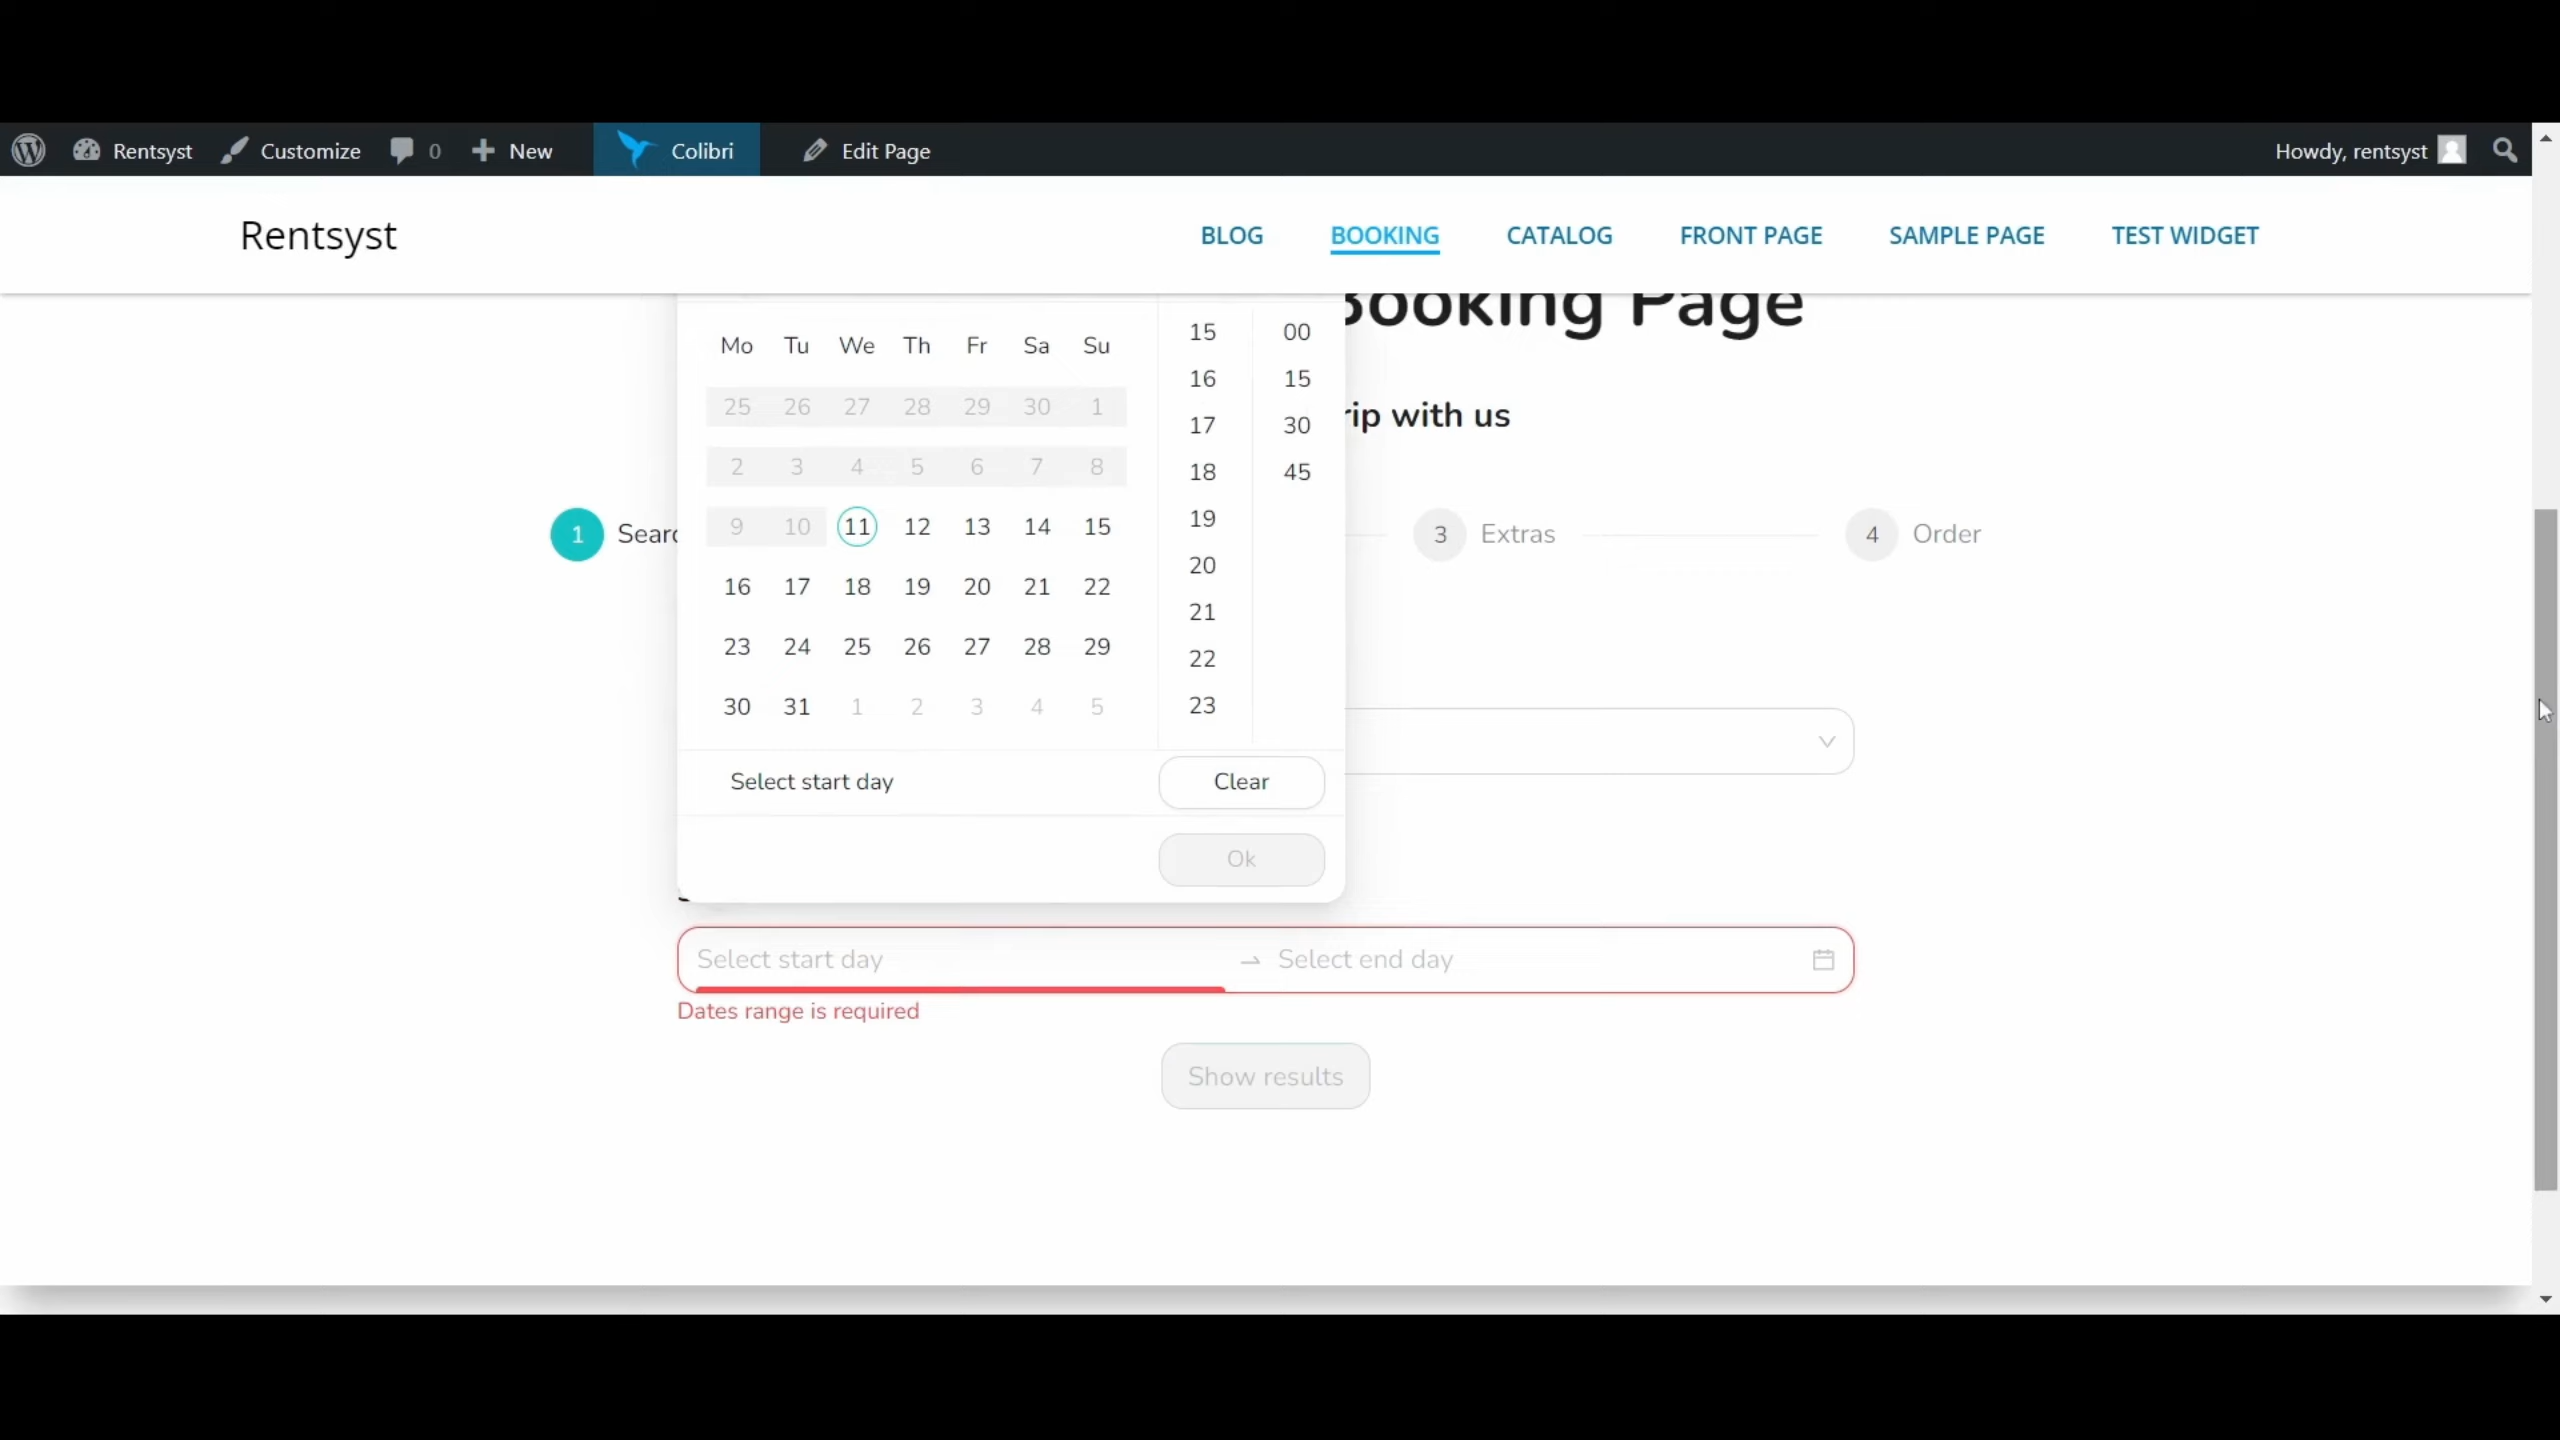 Rentsyst Customize 0 New Colibri Edit Page Howdy, rentsyst
Rentsyst BLOG BOOKING CATALOG FRONT PAGE SAMPLE PAGE TEST WIDGET
Booking Page
Mo Tu We Th Fr Sa Su
15 00
16 15
17 30
18 45
19
20
21
22
23
25 26 27 28 29 30 1
2 3 4 5 6 7 8
9 10 11 12 13 14 15
16 17 18 19 20 21 22
23 24 25 26 27 28 29
30 31 1 2 3 4 5
with us
1
3 Extras
4 Order
Select start day Clear
Ok
Select start day Select end day
Dates range is required
Show results